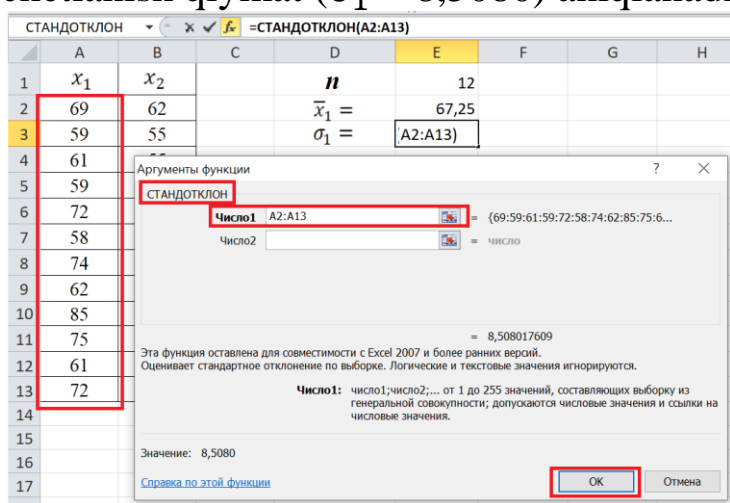 СТАНДОТКЛОН =СТАНДОТКЛОН(A2:A13)
A B C D E F G H
1 x₁ x₂ n 12
2 69 62 x̅₁ = 67,25
3 59 55 σ₁ = A2:A13)
4 61
5 59
6 72
7 58
8 74
9 62
10 85
11 75
12 61
13 72
14
15
16
17
Аргументы функции ? ×
СТАНДОТКЛОН
Число1 A2:A13 = {69:59:61:59:72:58:74:62:85:75:6...
Число2 = число
= 8,508017609
Эта функция оставлена для совместимости с Excel 2007 и более ранних версий.
Оценивает стандартное отклонение по выборке. Логические и текстовые значения игнорируются.
Число1: число1;число2;... от 1 до 255 значений, составляющих выборку из
генеральной совокупности; допускаются числовые значения и ссылки на
числовые значения.
Значение: 8,5080
Справка по этой функции ОК Отмена